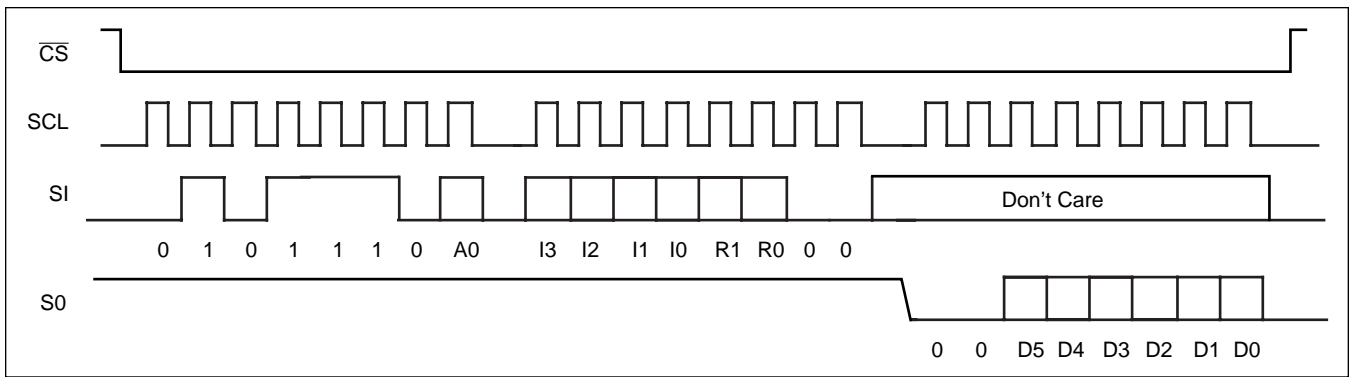 CS
SCL
SI
Don't Care
0 1 0 1 1 1 0 A0 I3 I2 I1 I0 R1 R0 0 0
S0
0 0 D5 D4 D3 D2 D1 D0